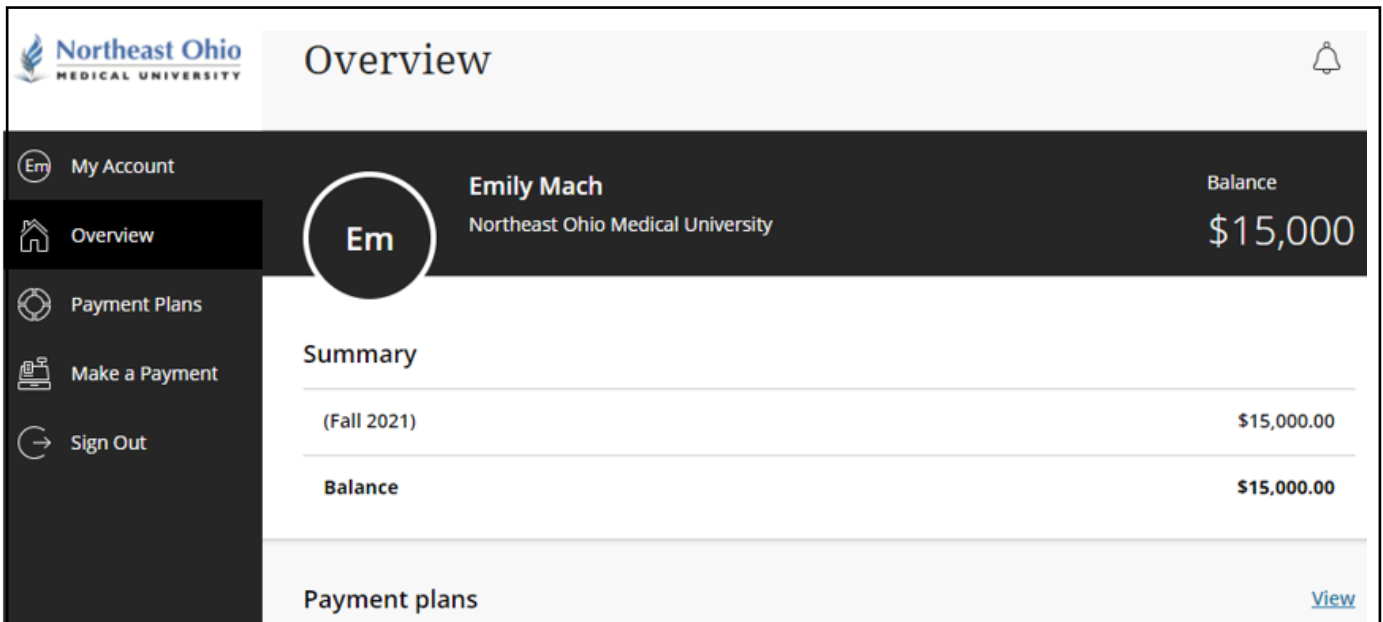 Northeast Ohio
MEDICAL UNIVERSITY
Overview
Em My Account
Overview
Payment Plans
Make a Payment
Sign Out
Em
Emily Mach
Northeast Ohio Medical University
Balance
$15,000
Summary
(Fall 2021) $15,000.00
Balance $15,000.00
Payment plans View